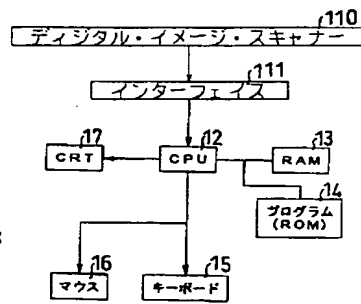 110
ディジタル・イメージ・スキャナー
111
インターフェイス
17
CRT
12
CPU
13
RAM
14
プログラム
(ROM)
16
マウス
15
キーボード